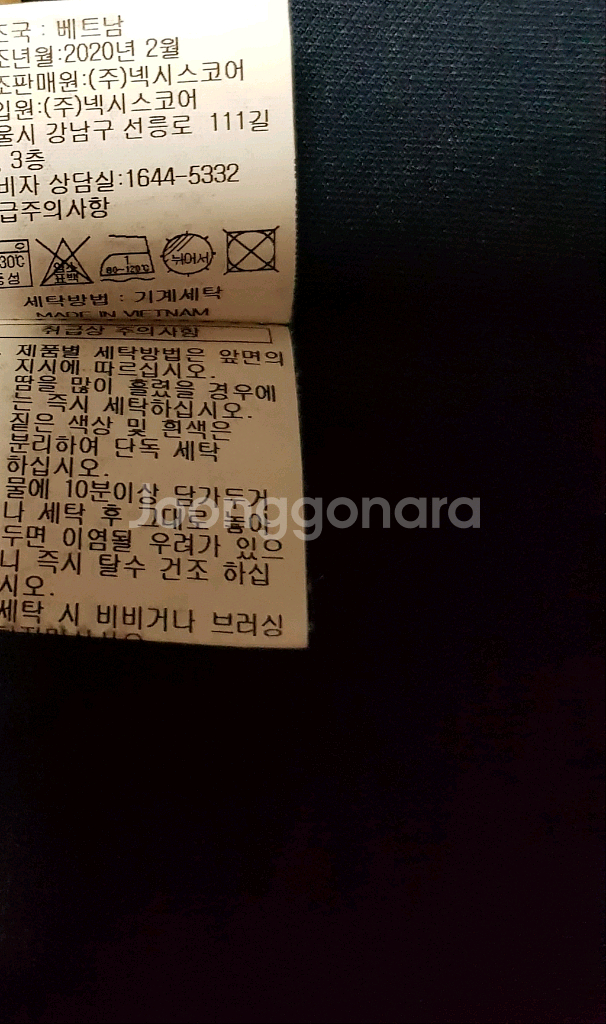 조국 : 베트남
조년월:2020년 2월
조판매원:(주)넥시스코어
입원:(주)넥시스코어
울시 강남구 선릉로 111길
3층
비자 상담실:1644-5332
급주의사항
30℃
중성
염소
표백
1
80~120℃
뉘어서
세탁방법 : 기계세탁
MADE IN VIETNAM
취급상 주의사항
제품별 세탁방법은 앞면의
지시에 따르십시오.
땀을 많이 흘렸을 경우에
는 즉시 세탁하십시오.
짙은 색상 및 흰색은
분리하여 단독 세탁
하십시오.
물에 10분이상 담가두거
나 세탁 후 그대로 놓아
두면 이염될 우려가 있으
니 즉시 탈수 건조 하십
시오.
세탁 시 비비거나 브러싱
Joonggonara